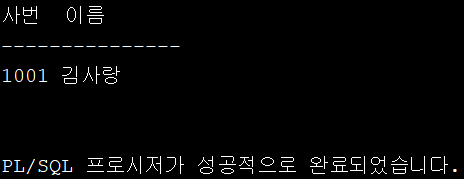 사번  이름
---------------
1001 김사랑
PL/SQL 프로시저가 성공적으로 완료되었습니다.